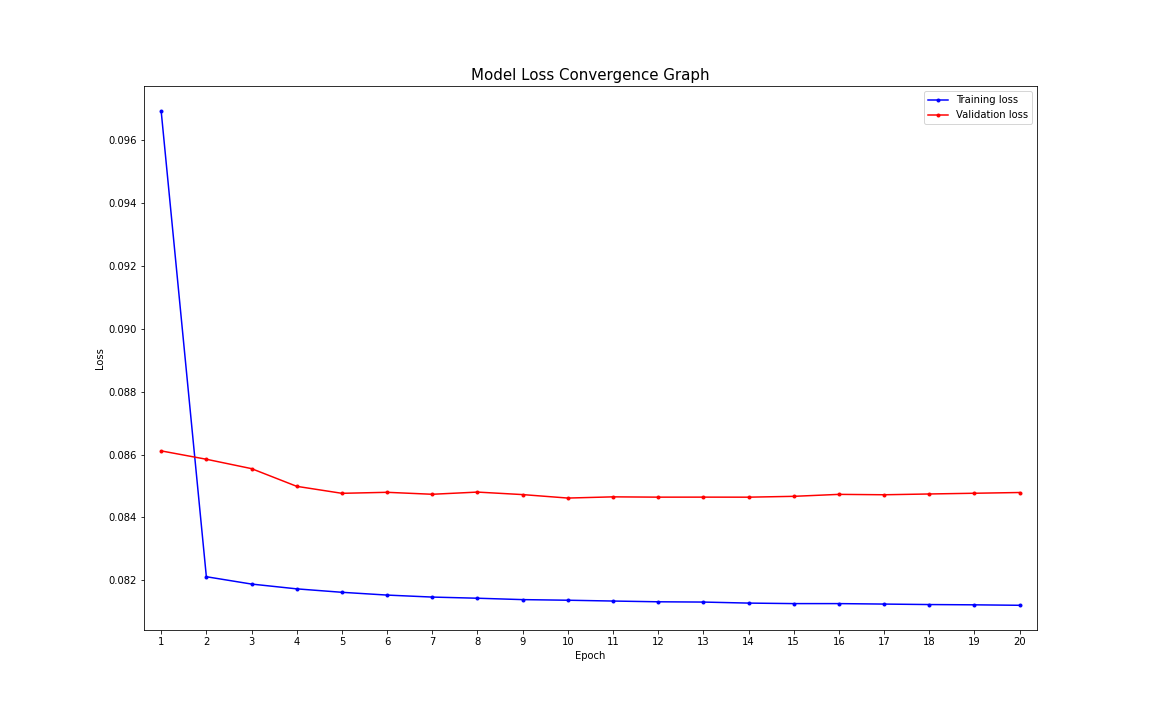 Model Loss Convergence Graph
Training loss
Validation loss
0.096
0.094
0.092
0.090
0.088
0.086
0.084
0.082
Loss
1 2 3 4 5 6 7 8 9 10 11 12 13 14 15 16 17 18 19 20
Epoch